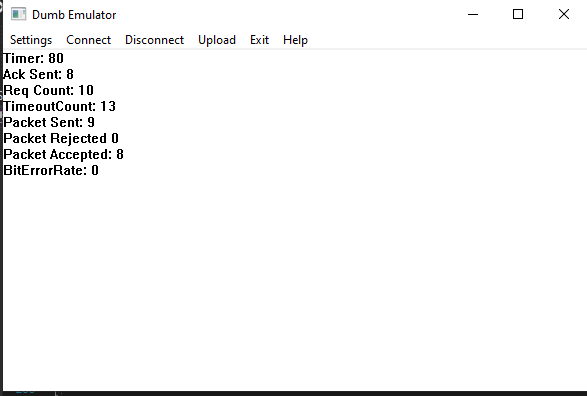 Dumb Emulator
Settings Connect Disconnect Upload Exit Help
Timer: 80
Ack Sent: 8
Req Count: 10
TimeoutCount: 13
Packet Sent: 9
Packet Rejected 0
Packet Accepted: 8
BitErrorRate: 0